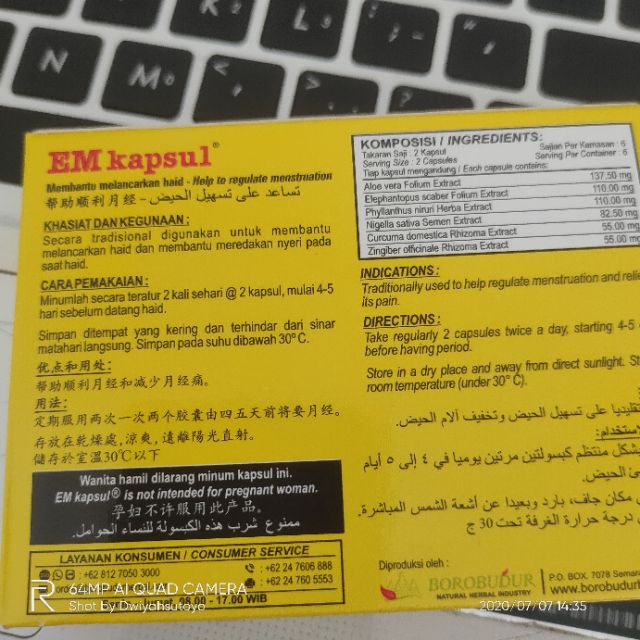 K
L
N
M
EM kapsul®
Membantu melancarkan haid - Help to regulate menstruation
帮助顺利月经 - تساعد على تسهيل الحيض
KHASIAT DAN KEGUNAAN :
Secara tradisional digunakan untuk membantu
melancarkan haid dan membantu meredakan nyeri pada
saat haid.
CARA PEMAKAIAN :
Minumlah secara teratur 2 kali sehari @ 2 kapsul, mulai 4-5
hari sebelum datang haid.
Simpan ditempat yang kering dan terhindar dari sinar
matahari langsung. Simpan pada suhu dibawah 30° C.
优点和用处:
帮助顺利月经和减少月经痛。
用法:
定期服用两次一次两个胶囊由四五天前将要月经。
存放在乾燥處,涼爽,遠離陽光直射。
儲存於室溫30℃以下
Wanita hamil dilarang minum kapsul ini.
EM kapsul® is not intended for pregnant woman.
孕妇不许服用此产品。
ممنوع شرب هذه الكبسولة للنساء الحوامل.
LAYANAN KONSUMEN / CONSUMER SERVICE
: +62 812 7050 3000
: +62 24 7606 888
: +62 24 760 5553
08.00 - 17.00 WIB
KOMPOSISI / INGREDIENTS:
Takaran Saji : 2 Kapsul
Sajian Per Kemasan : 6
Serving Size : 2 Capsules
Serving Per Container : 6
Tiap kapsul mengandung / Each capsule contains:
Aloe vera Folium Extract 137.50 mg
Elephantopus scaber Folium Extract 110.00 mg
Phyllanthus niruri Herba Extract 110.00 mg
Nigella sativa Semen Extract 82.50 mg
Curcuma domestica Rhizoma Extract 55.00 mg
Zingiber officinale Rhizoma Extract 55.00 mg
INDICATIONS :
Traditionally used to help regulate menstruation and relie
its pain.
DIRECTIONS :
Take regularly 2 capsules twice a day, starting 4-5
before having period.
Store in a dry place and away from direct sunlight. St
room temperature (under 30° C).
على تسهيل الحيض وتخفيف آلام الحيض.
بشكل منتظم كبسولتين مرتين يوميا في ٤ إلى ٥ أيام
الحيض.
مكان جاف، بارد وبعيدا عن أشعة الشمس المباشرة.
درجة حرارة الغرفة تحت 30 ج
Diproduksi oleh :
BOROBUDUR
NATURAL HERBAL INDUSTRY
P.O. BOX. 7078 Semara
www.borobudur
R
64MP AI QUAD CAMERA
Shot by Dwiyahsutoyo
2020/07/07 14:35